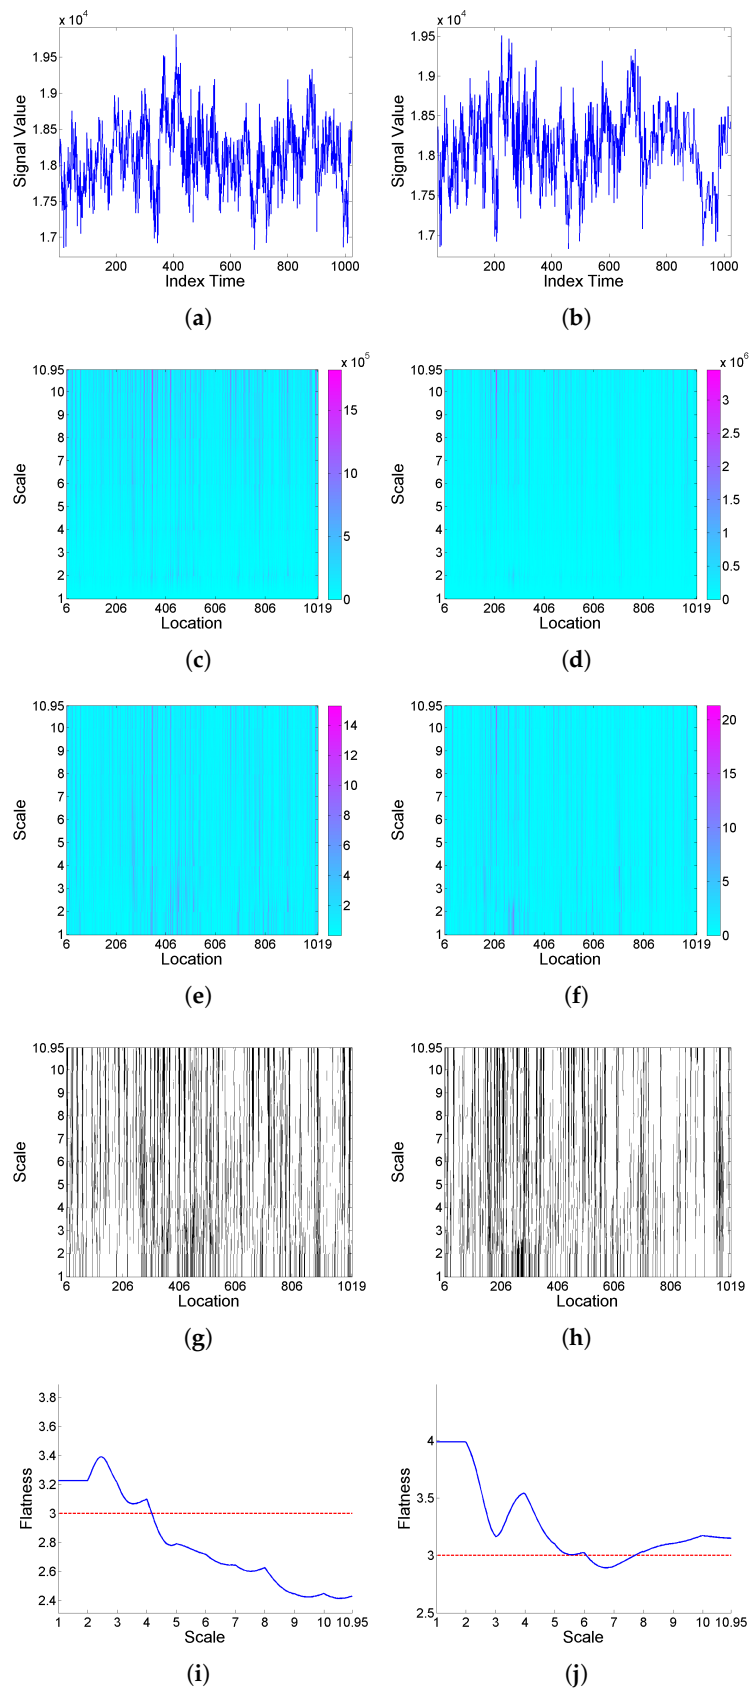 x 10^4
Signal Value
1.95
1.9
1.85
1.8
1.75
1.7
200 400 600 800 1000
Index Time
(a)
x 10^4
Signal Value
1.95
1.9
1.85
1.8
1.75
1.7
200 400 600 800 1000
Index Time
(b)
x 10^5
Scale
10.95
10
9
8
7
6
5
4
3
2
1
6 206 406 606 806 1019
Location
15
10
5
0
(c)
x 10^6
Scale
10.95
10
9
8
7
6
5
4
3
2
1
6 206 406 606 806 1019
Location
3
2.5
2
1.5
1
0.5
0
(d)
Scale
10.95
10
9
8
7
6
5
4
3
2
1
6 206 406 606 806 1019
Location
14
12
10
8
6
4
2
(e)
Scale
10.95
10
9
8
7
6
5
4
3
2
1
6 206 406 606 806 1019
Location
20
15
10
5
0
(f)
Scale
10.95
10
9
8
7
6
5
4
3
2
1
6 206 406 606 806 1019
Location
(g)
Scale
10.95
10
9
8
7
6
5
4
3
2
1
6 206 406 606 806 1019
Location
(h)
Flatness
3.8
3.6
3.4
3.2
3
2.8
2.6
2.4
1 2 3 4 5 6 7 8 9 10.95
Scale
(i)
Flatness
4
3.5
3
2.5
1 2 3 4 5 6 7 8 9 10 10.95
Scale
(j)